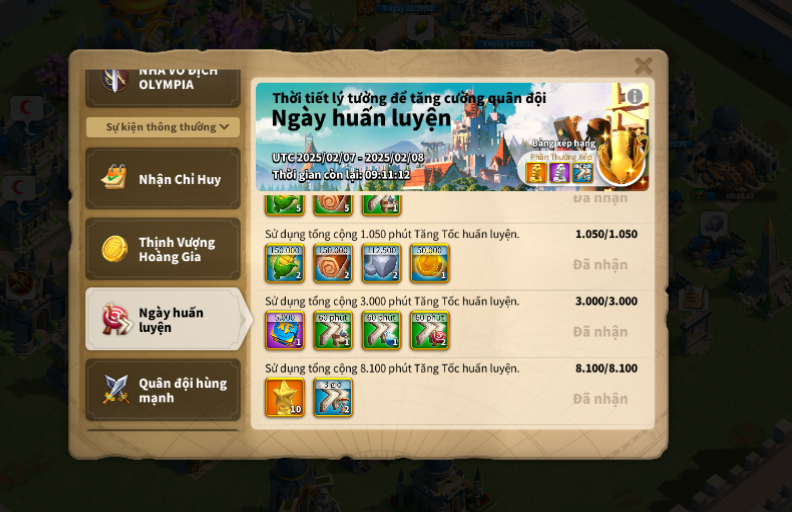 NHÀ VÔ ĐỊCH
OLYMPIA
Sự kiện thông thường
Nhận Chỉ Huy
Thịnh Vượng
Hoàng Gia
Ngày huấn
luyện
Quân đội hùng
mạnh
Thời tiết lý tưởng để tăng cường quân đội
Ngày huấn luyện
UTC 2025/02/07 - 2025/02/08
Thời gian còn lại: 09:11:12
Bảng xếp hạng
Phần Thưởng Xếp
5 5 1
Đã nhận
Sử dụng tổng cộng 1.050 phút Tăng Tốc huấn luyện. 1.050/1.050
150.000 150.000 112.500 50.000
2 2 2 1
Đã nhận
Sử dụng tổng cộng 3.000 phút Tăng Tốc huấn luyện. 3.000/3.000
5.000 60 phút 60 phút 60 phút
1 1 1 2
Đã nhận
Sử dụng tổng cộng 8.100 phút Tăng Tốc huấn luyện. 8.100/8.100
10 2
Đã nhận